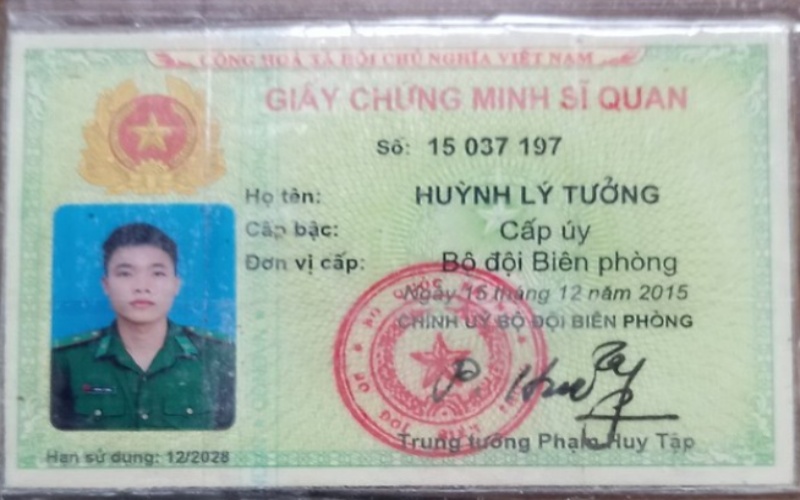 CỘNG HOÀ XÃ HỘI CHỦ NGHĨA VIỆT NAM
GIẤY CHỨNG MINH SĨ QUAN
Số: 15 037 197
Họ tên: HUỲNH LÝ TƯỞNG
Cấp bậc: Cấp úy
Đơn vị cấp: Bộ đội Biên phòng
Ngày 15 tháng 12 năm 2015
CHÍNH UỶ BỘ ĐỘI BIÊN PHÒNG
Trung tướng Phạm Huy Tập
Hạn sử dụng: 12/2028